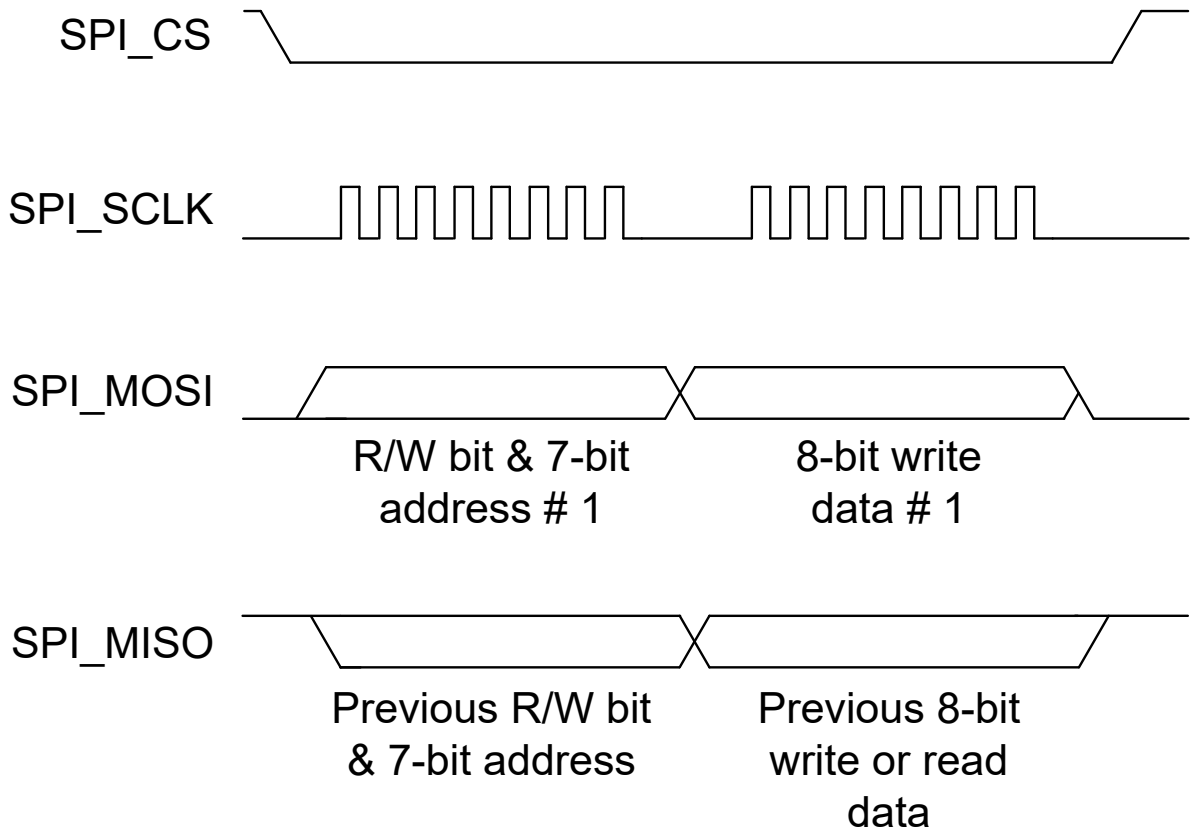 SPI_CS
SPI_SCLK
SPI_MOSI
R/W bit & 7-bit
address # 1
8-bit write
data # 1
SPI_MISO
Previous R/W bit
& 7-bit address
Previous 8-bit
write or read
data